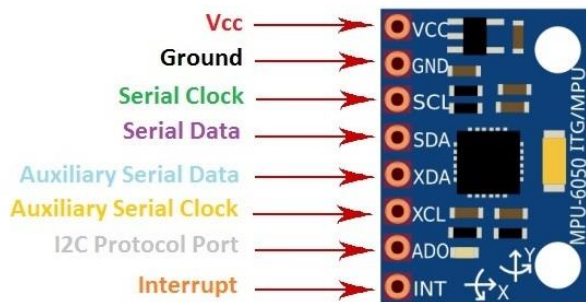 Vcc
VCC
Ground
GND
Serial Clock
SCL
Serial Data
SDA
Auxiliary Serial Data
XDA
Auxiliary Serial Clock
XCL
I2C Protocol Port
ADO
Interrupt
INT
MPU-6050 ITG/MPU
Y
X